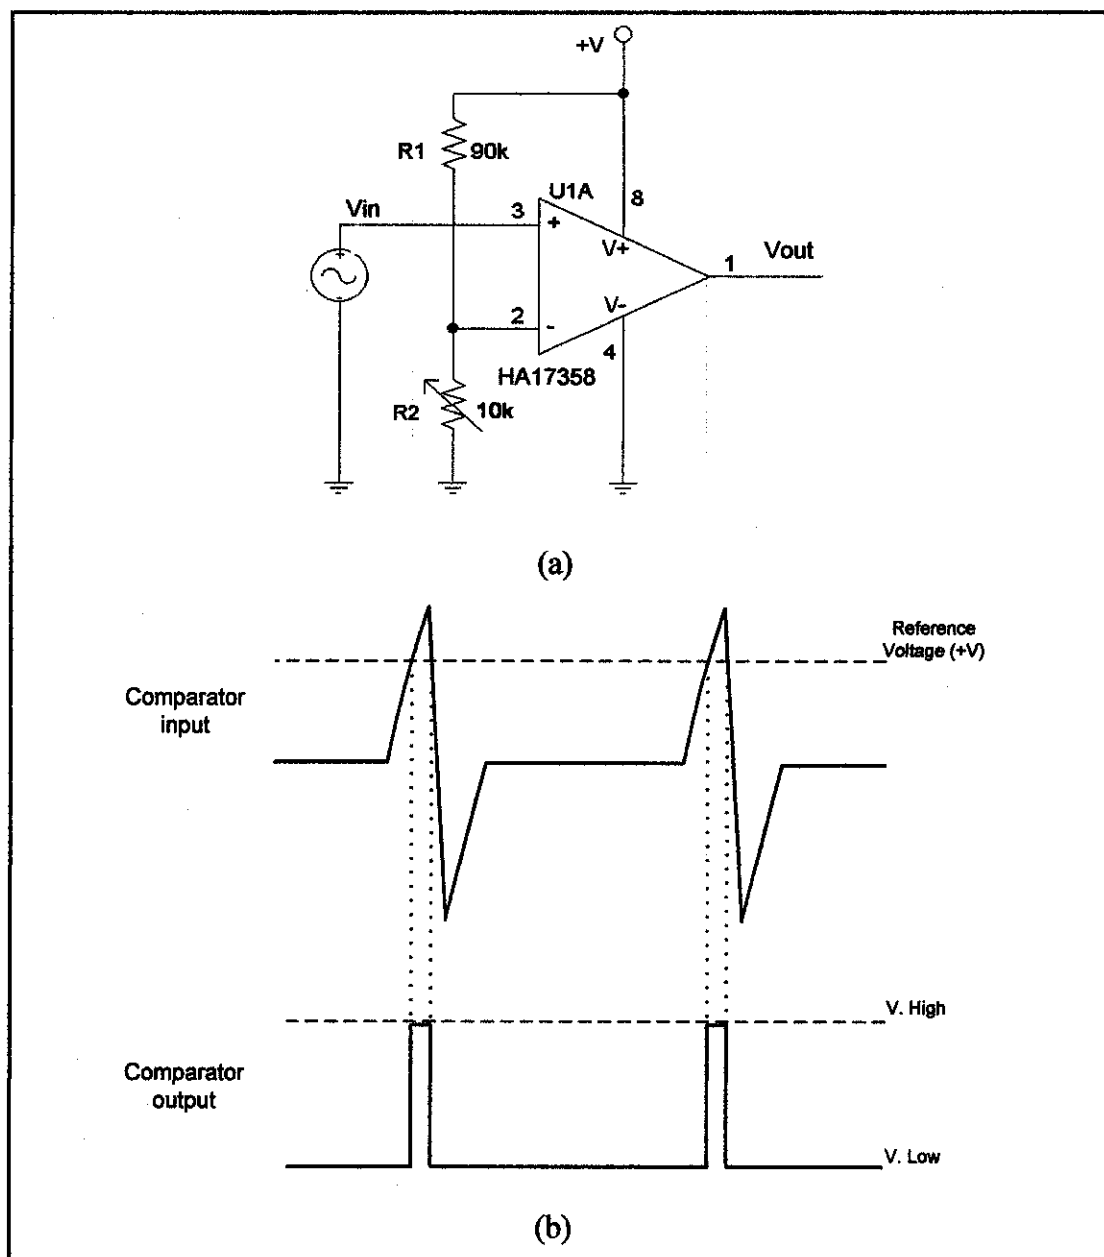 +V
R1 90k
U1A
8
Vin
3
+
V+
+
1
Vout
-
V-
2
-
4
HA17358
R2 10k
(a)
Reference
Voltage (+V)
Comparator
input
V. High
Comparator
output
V. Low
(b)